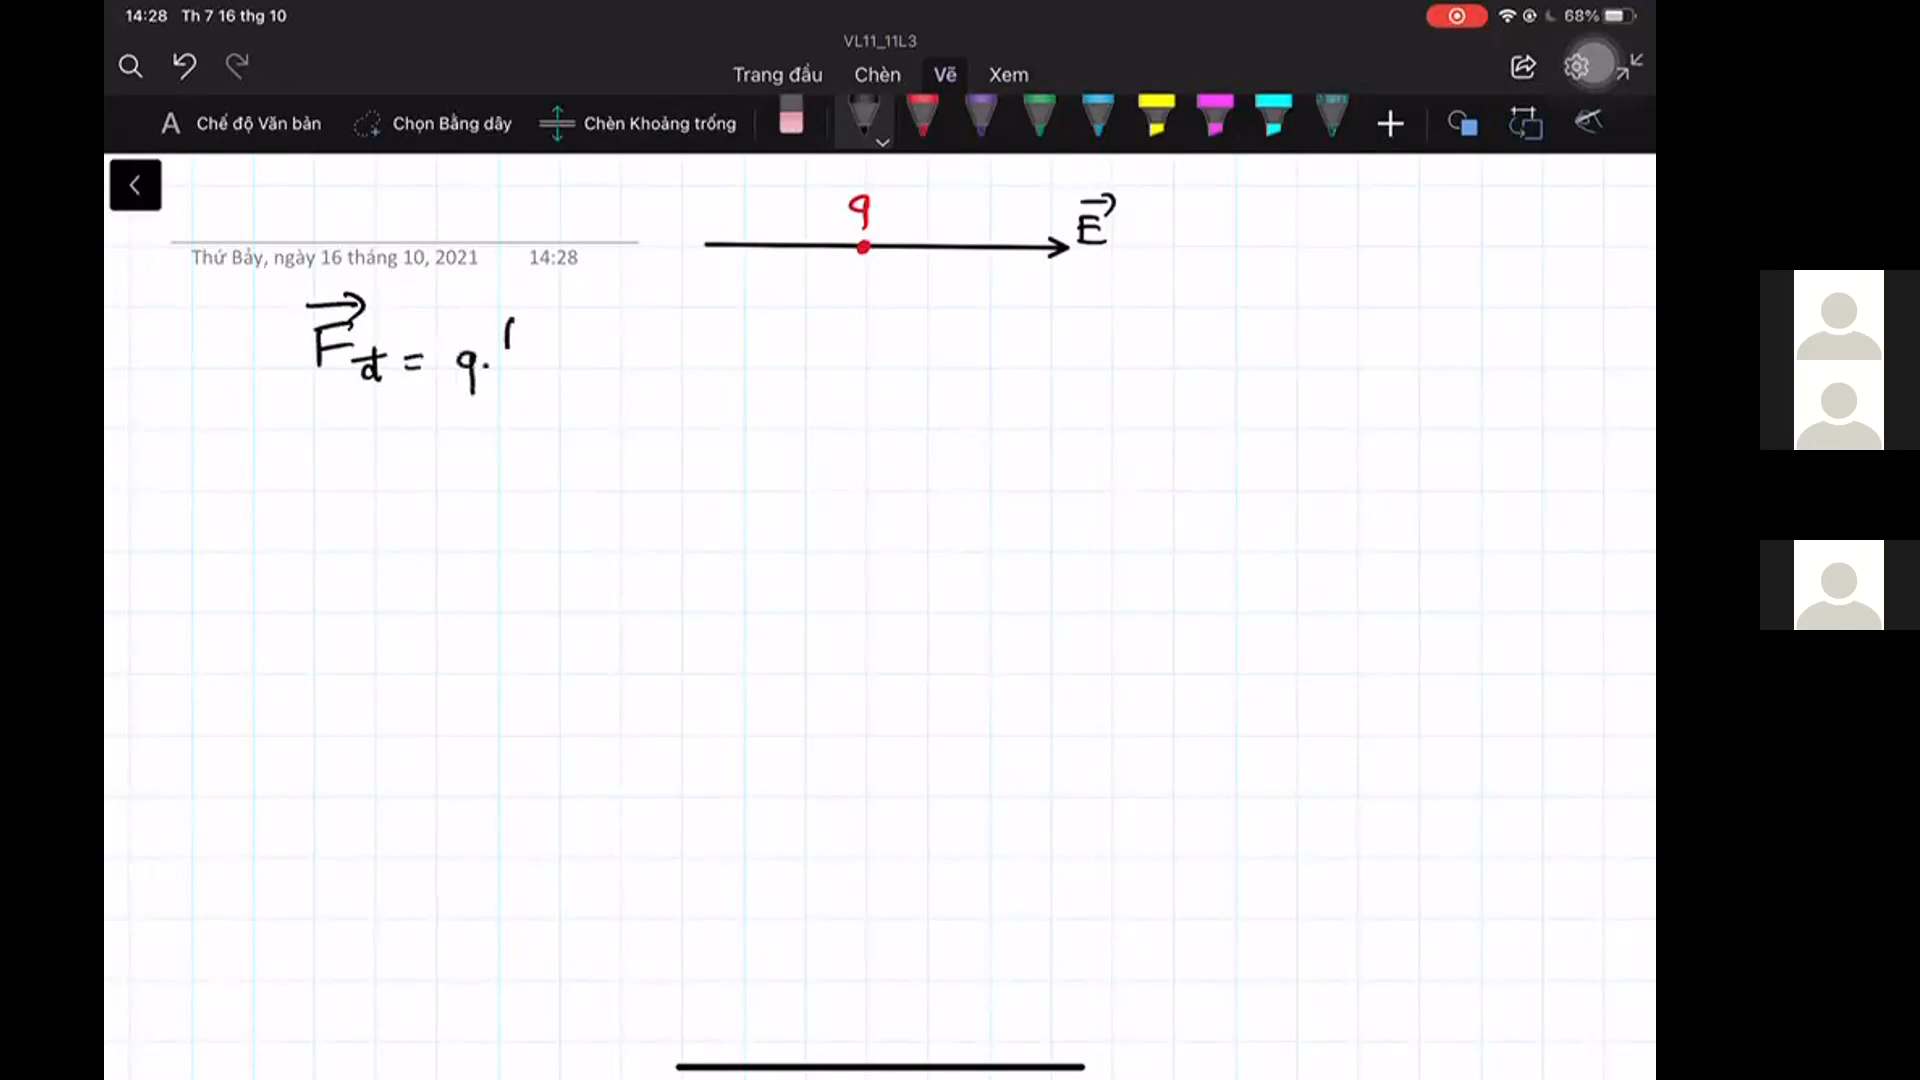 14:28 Th 7 16 thg 10
68%
VL11_11L3
Trang đầu Chèn Vẽ Xem
A Chế độ Văn bản Chọn Bằng dây Chèn Khoảng trống
q
E
Thứ Bảy, ngày 16 tháng 10, 2021 14:28
F đ = q.